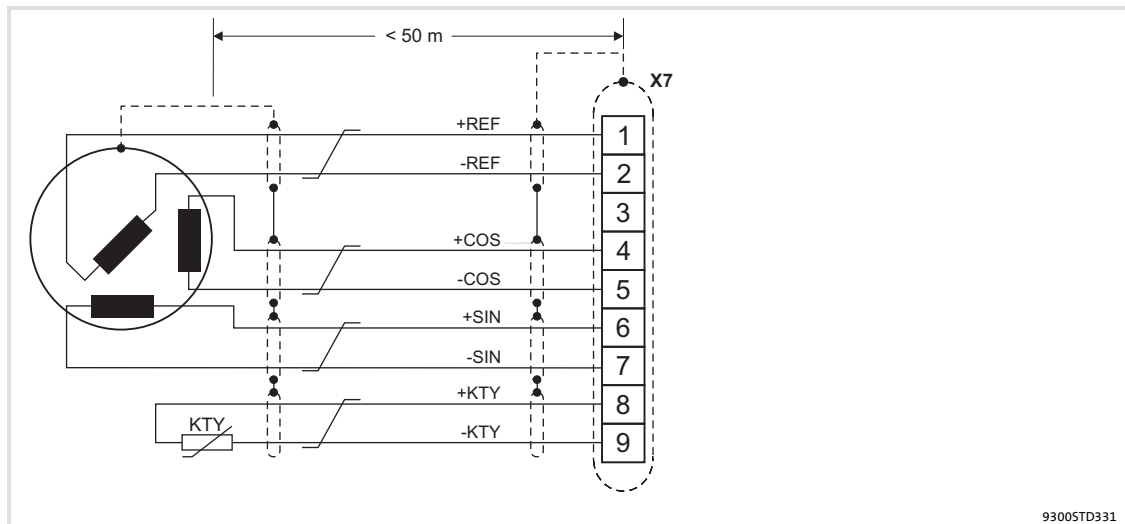 < 50 m
X7
+REF 1
-REF 2
3
+COS 4
-COS 5
+SIN 6
-SIN 7
+KTY 8
KTY
-KTY 9
9300STD331